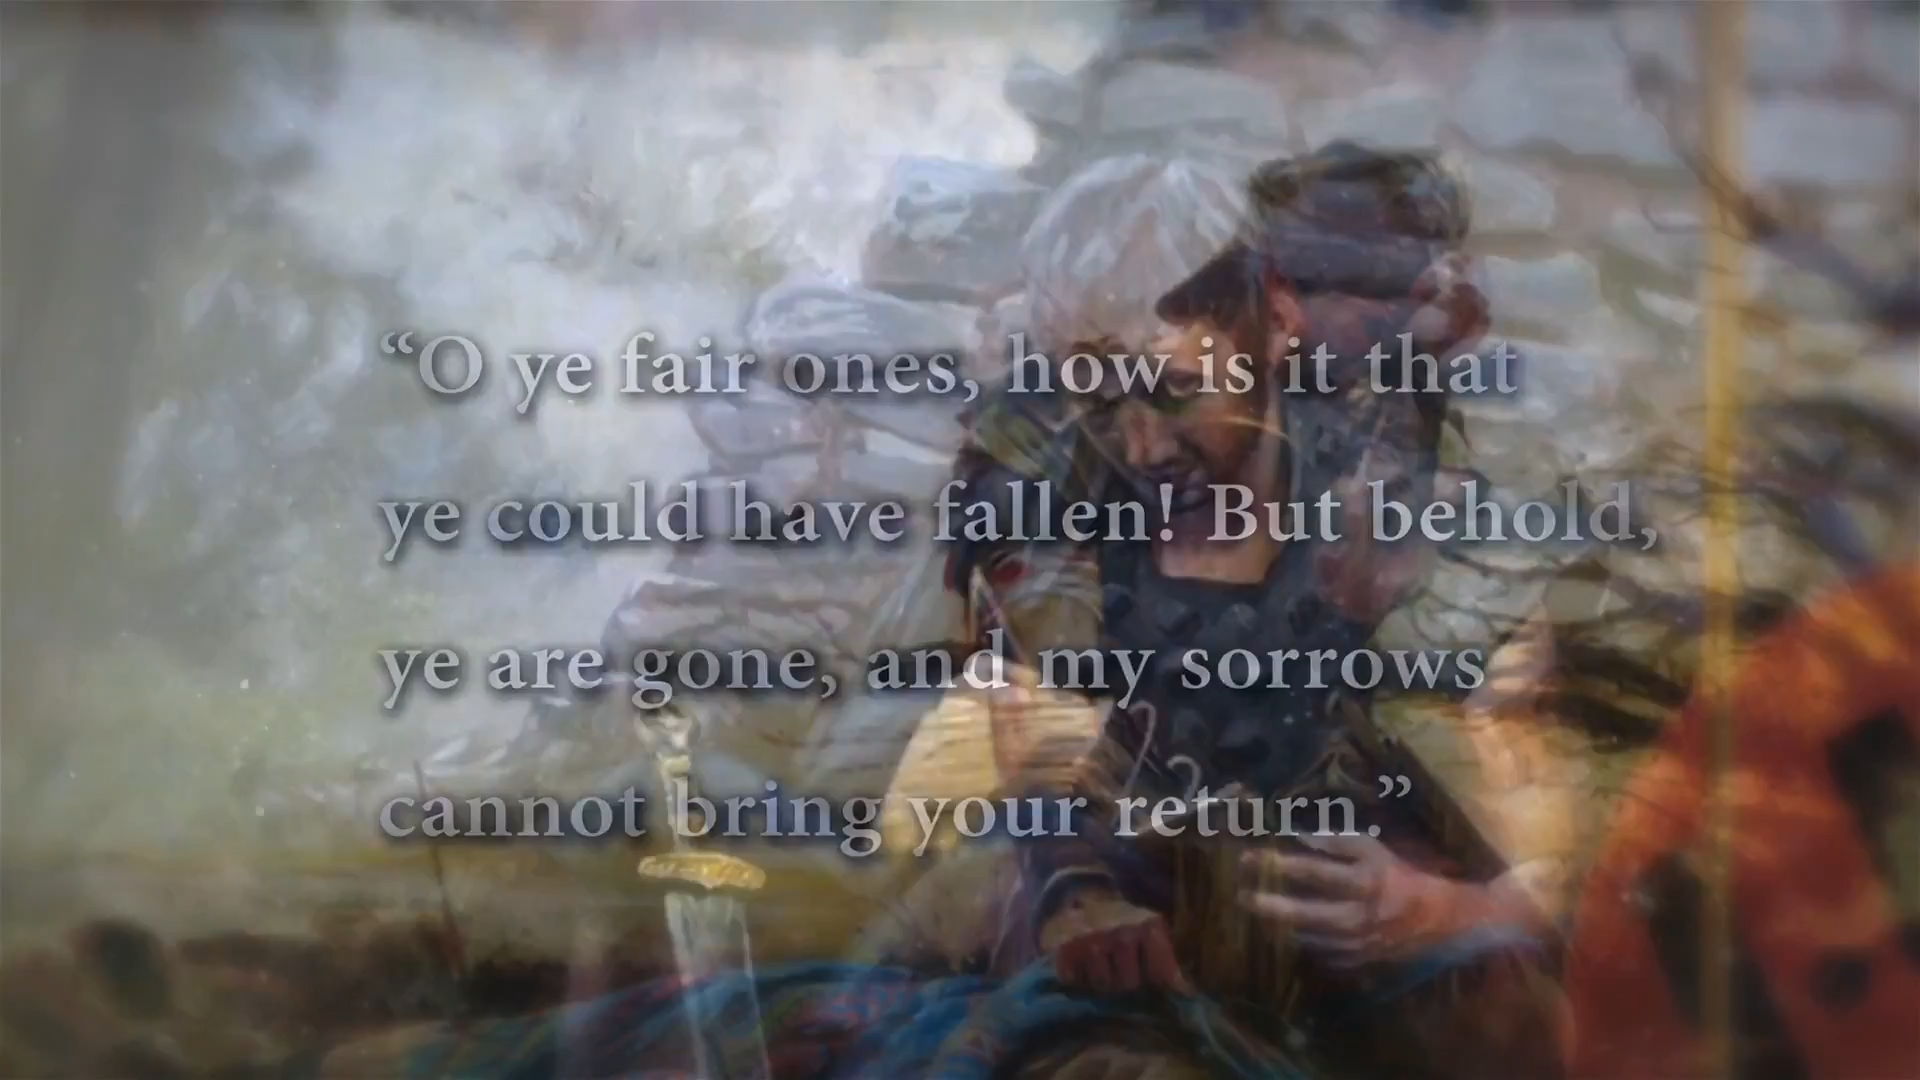 “O ye fair ones, how is it that
ye could have fallen! But behold,
ye are gone, and my sorrows
cannot bring your return.”